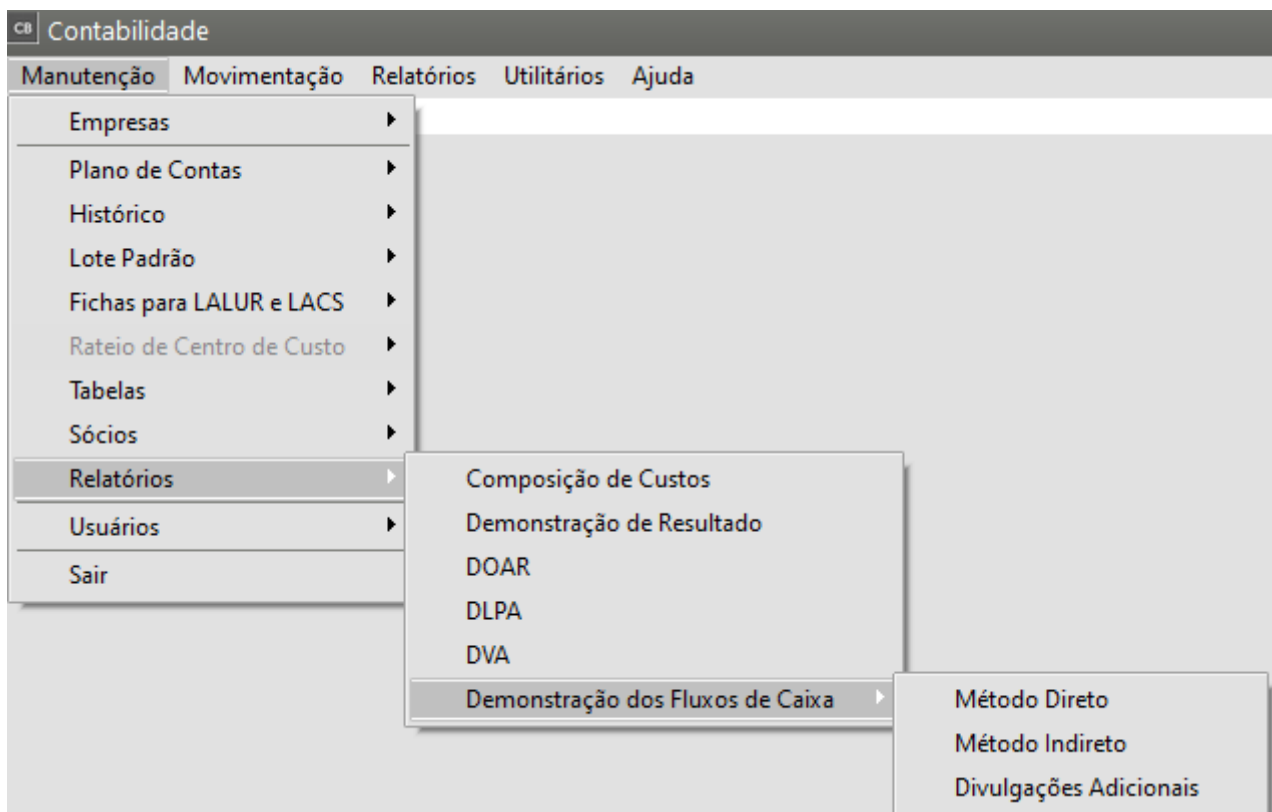 CB Contabilidade
Manutenção Movimentação Relatórios Utilitários Ajuda
Empresas
Plano de Contas
Histórico
Lote Padrão
Fichas para LALUR e LACS
Rateio de Centro de Custo
Tabelas
Sócios
Relatórios
Usuários
Sair
Composição de Custos
Demonstração de Resultado
DOAR
DLPA
DVA
Demonstração dos Fluxos de Caixa
Método Direto
Método Indireto
Divulgações Adicionais